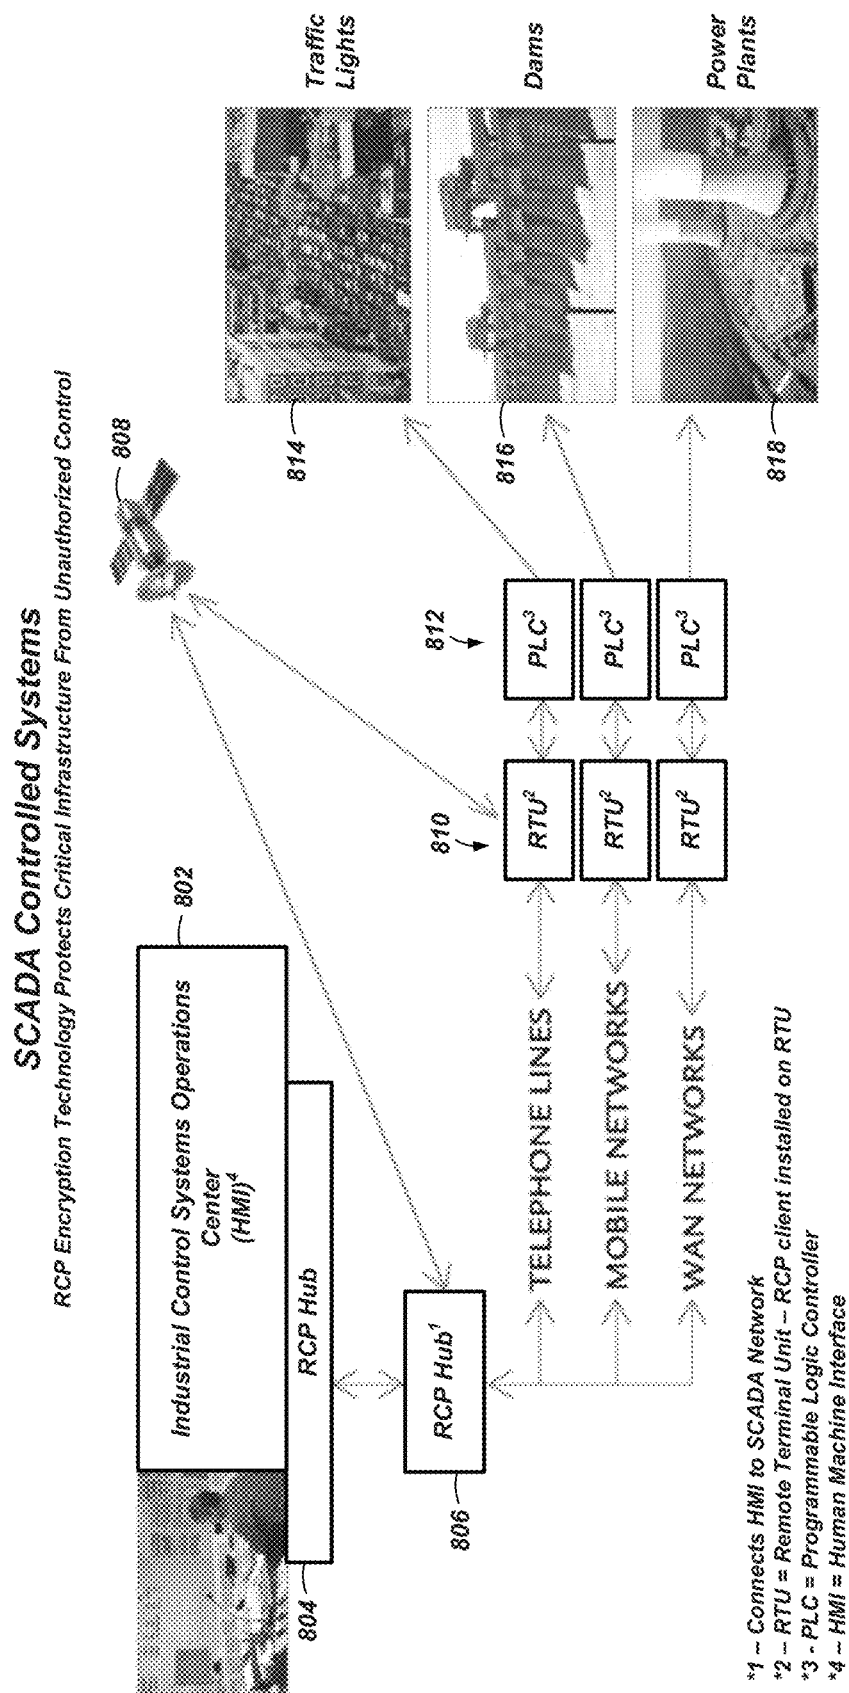 SCADA Controlled Systems
RCP Encryption Technology Protects Critical Infrastructure From Unauthorized Control
802
Industrial Control Systems Operations
Center
(HMI)4
RCP Hub
804
RCP Hub1
806
808
TELEPHONE LINES
MOBILE NETWORKS
WAN NETWORKS
810
RTU2
RTU2
RTU2
812
PLC3
PLC3
PLC3
814
Traffic
Lights
816
Dams
818
Power
Plants
*1 – Connects HMI to SCADA Network
*2 – RTU = Remote Terminal Unit – RCP client installed on RTU
*3 - PLC = Programmable Logic Controller
*4 – HMI = Human Machine Interface